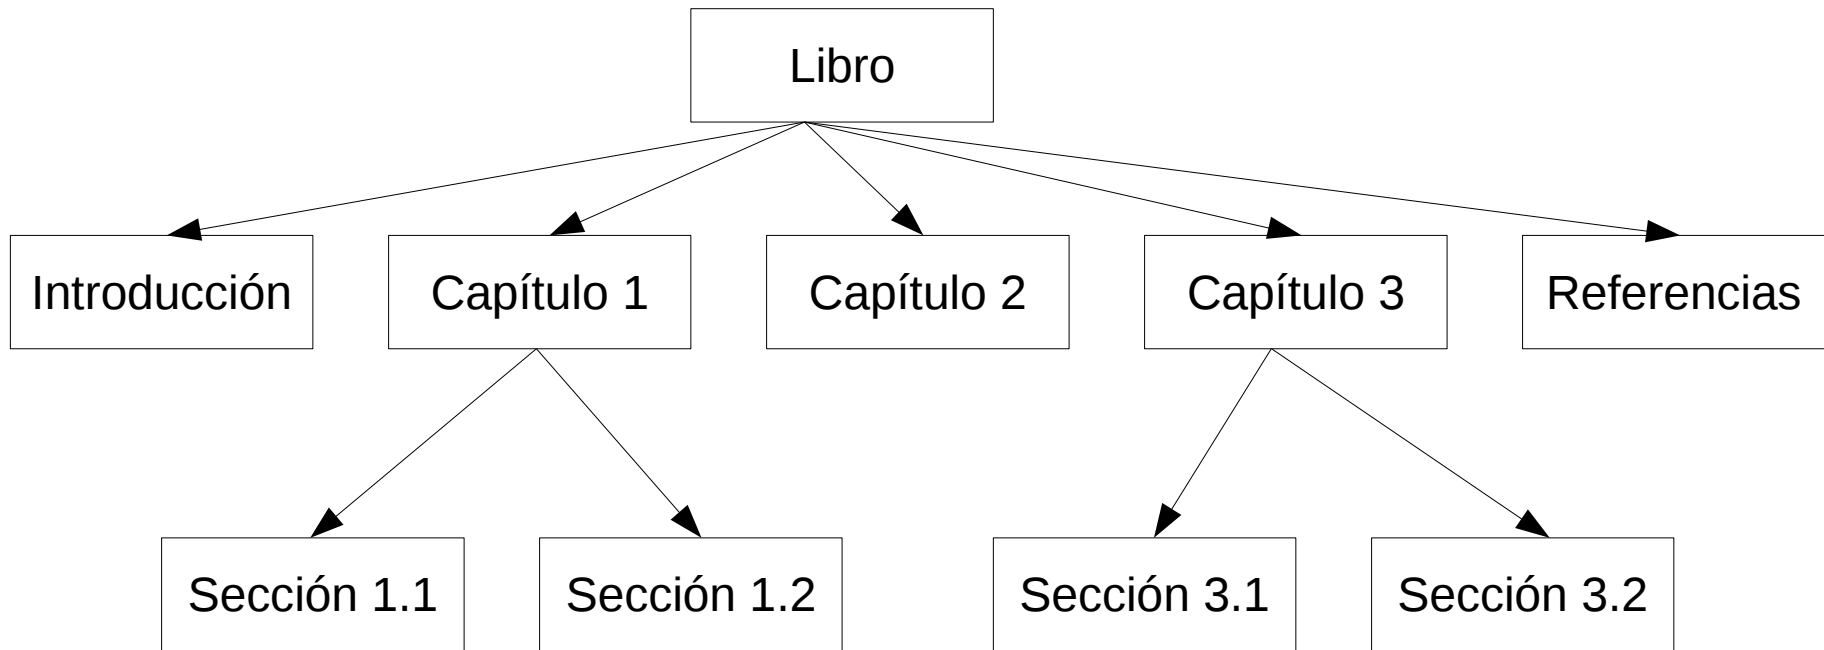 Libro
Introducción
Capítulo 1
Capítulo 2
Capítulo 3
Referencias
Sección 1.1
Sección 1.2
Sección 3.1
Sección 3.2